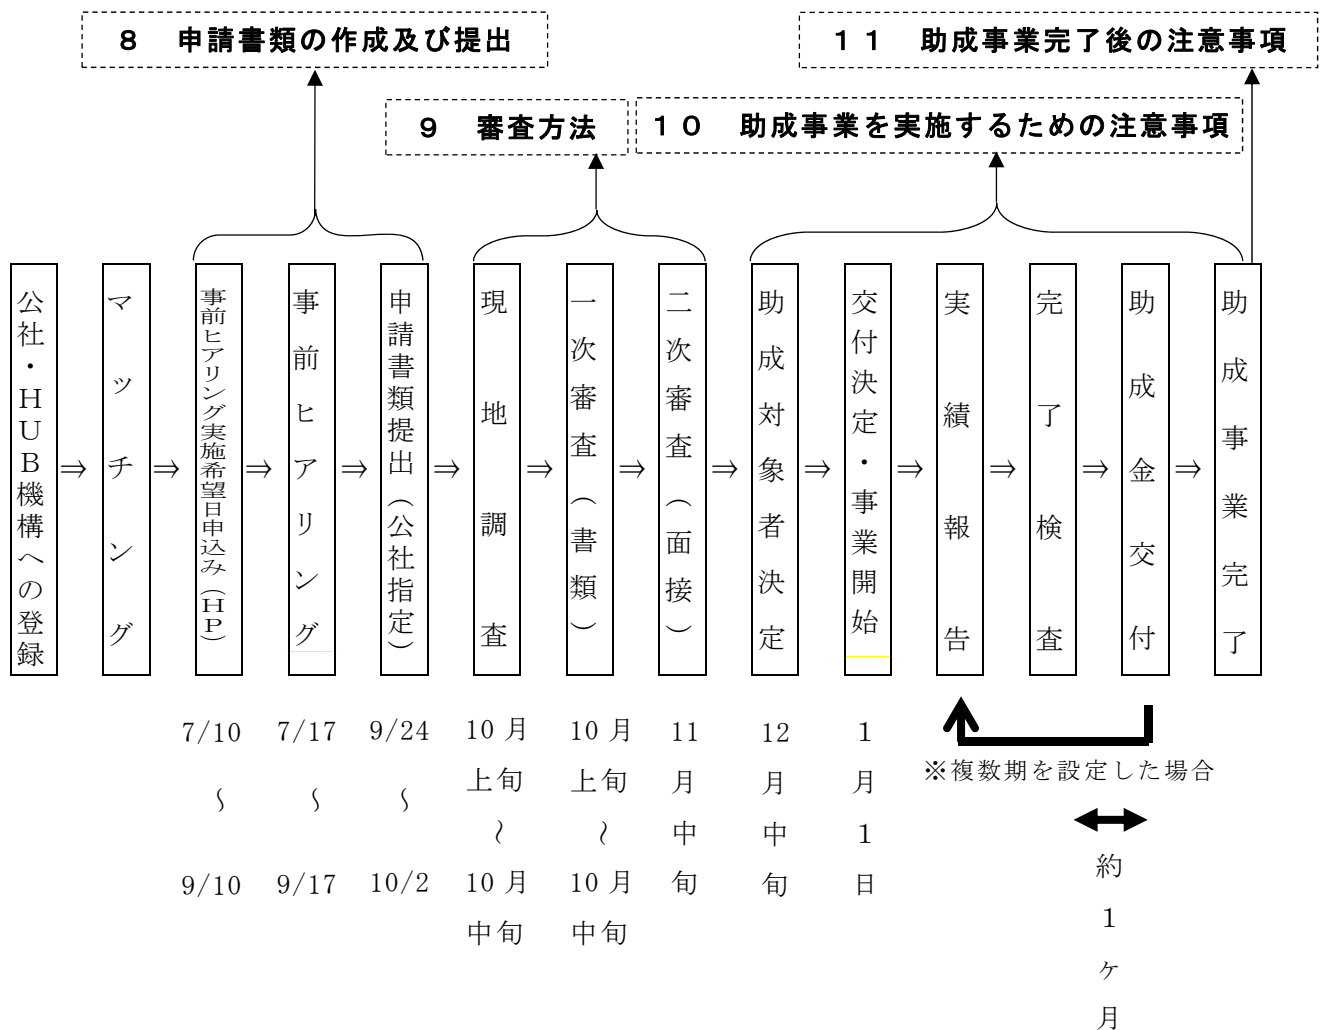 ８　申請書類の作成及び提出
１１　助成事業完了後の注意事項
９　審査方法
１０　助成事業を実施するための注意事項
公社・ＨＵＢ機構への登録
⇒
マッチング
⇒
事前ヒアリング実施希望日申込み（ＨＰ）
⇒
事前ヒアリング
⇒
申請書類提出（公社指定）
⇒
現地調査
⇒
一次審査（書類）
⇒
二次審査（面接）
⇒
助成対象者決定
⇒
交付決定・事業開始
⇒
実績報告
⇒
完了検査
⇒
助成金交付
⇒
助成事業完了
7/10～9/10
7/17～9/17
9/24～10/2
10月上旬～10月中旬
10月上旬～10月中旬
11月中旬
12月中旬
1月1日
※複数期を設定した場合
約1ヶ月